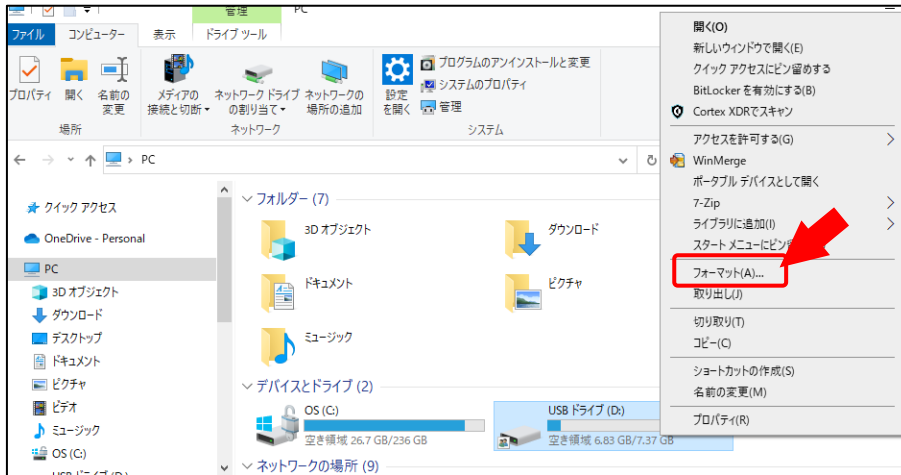 管理
PC
ファイル
コンピューター
表示
ドライブ ツール
プロパティ
開く
名前の
変更
メディアの
接続と切断
ネットワーク ドライブ
の割り当て
ネットワークの
場所の追加
設定
を開く
プログラムのアンインストールと変更
システムのプロパティ
管理
場所
ネットワーク
システム
PC
クイック アクセス
OneDrive - Personal
PC
3D オブジェクト
ダウンロード
デスクトップ
ドキュメント
ピクチャ
ビデオ
ミュージック
OS (C:)
USB ドライブ (D:)
フォルダー (7)
3D オブジェクト
ダウンロード
ドキュメント
ピクチャ
ミュージック
デバイスとドライブ (2)
OS (C:)
空き領域 26.7 GB/236 GB
USB ドライブ (D:)
空き領域 6.83 GB/7.37 GB
ネットワークの場所 (9)
開く(O)
新しいウィンドウで開く(E)
クイック アクセスにピン留めする
BitLocker を有効にする(B)
Cortex XDRでスキャン
アクセスを許可する(G)
WinMerge
ポータブル デバイスとして開く
7-Zip
ライブラリに追加(I)
スタート メニューにピン
フォーマット(A)...
取り出し(J)
切り取り(T)
コピー(C)
ショートカットの作成(S)
名前の変更(M)
プロパティ(R)